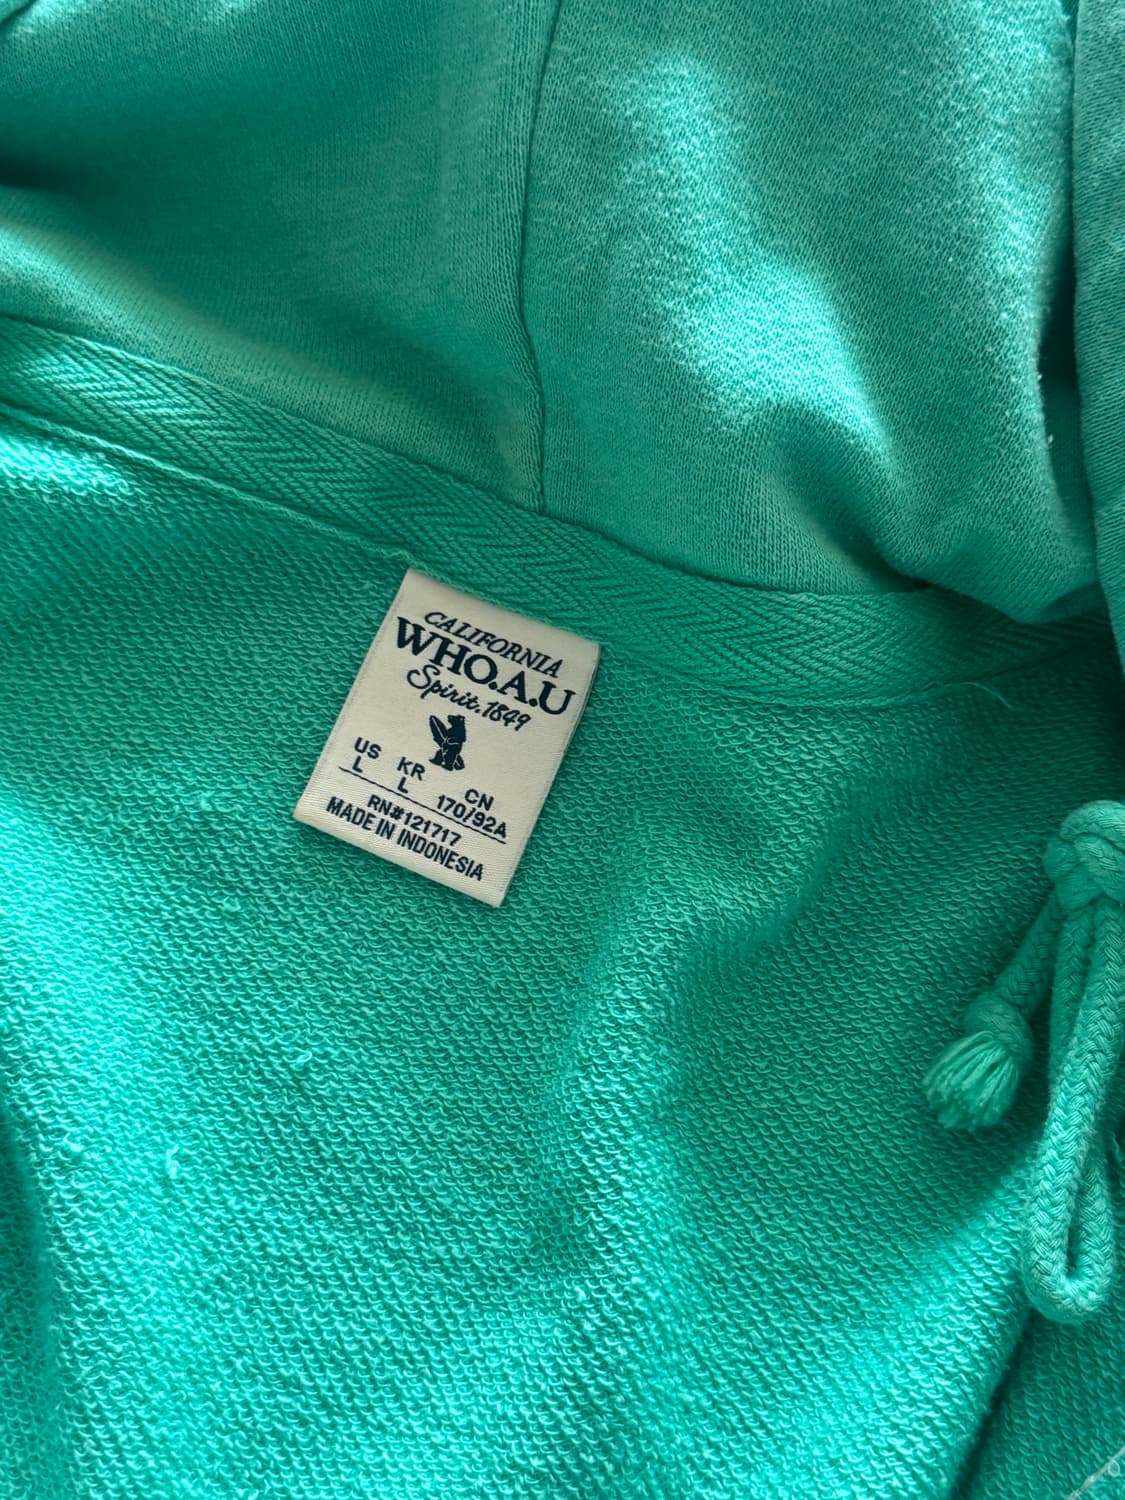 CALIFORNIA
WHO.A.U
Spirit.1849
US KR CN
L L 170/92A
RN#121717
MADE IN INDONESIA